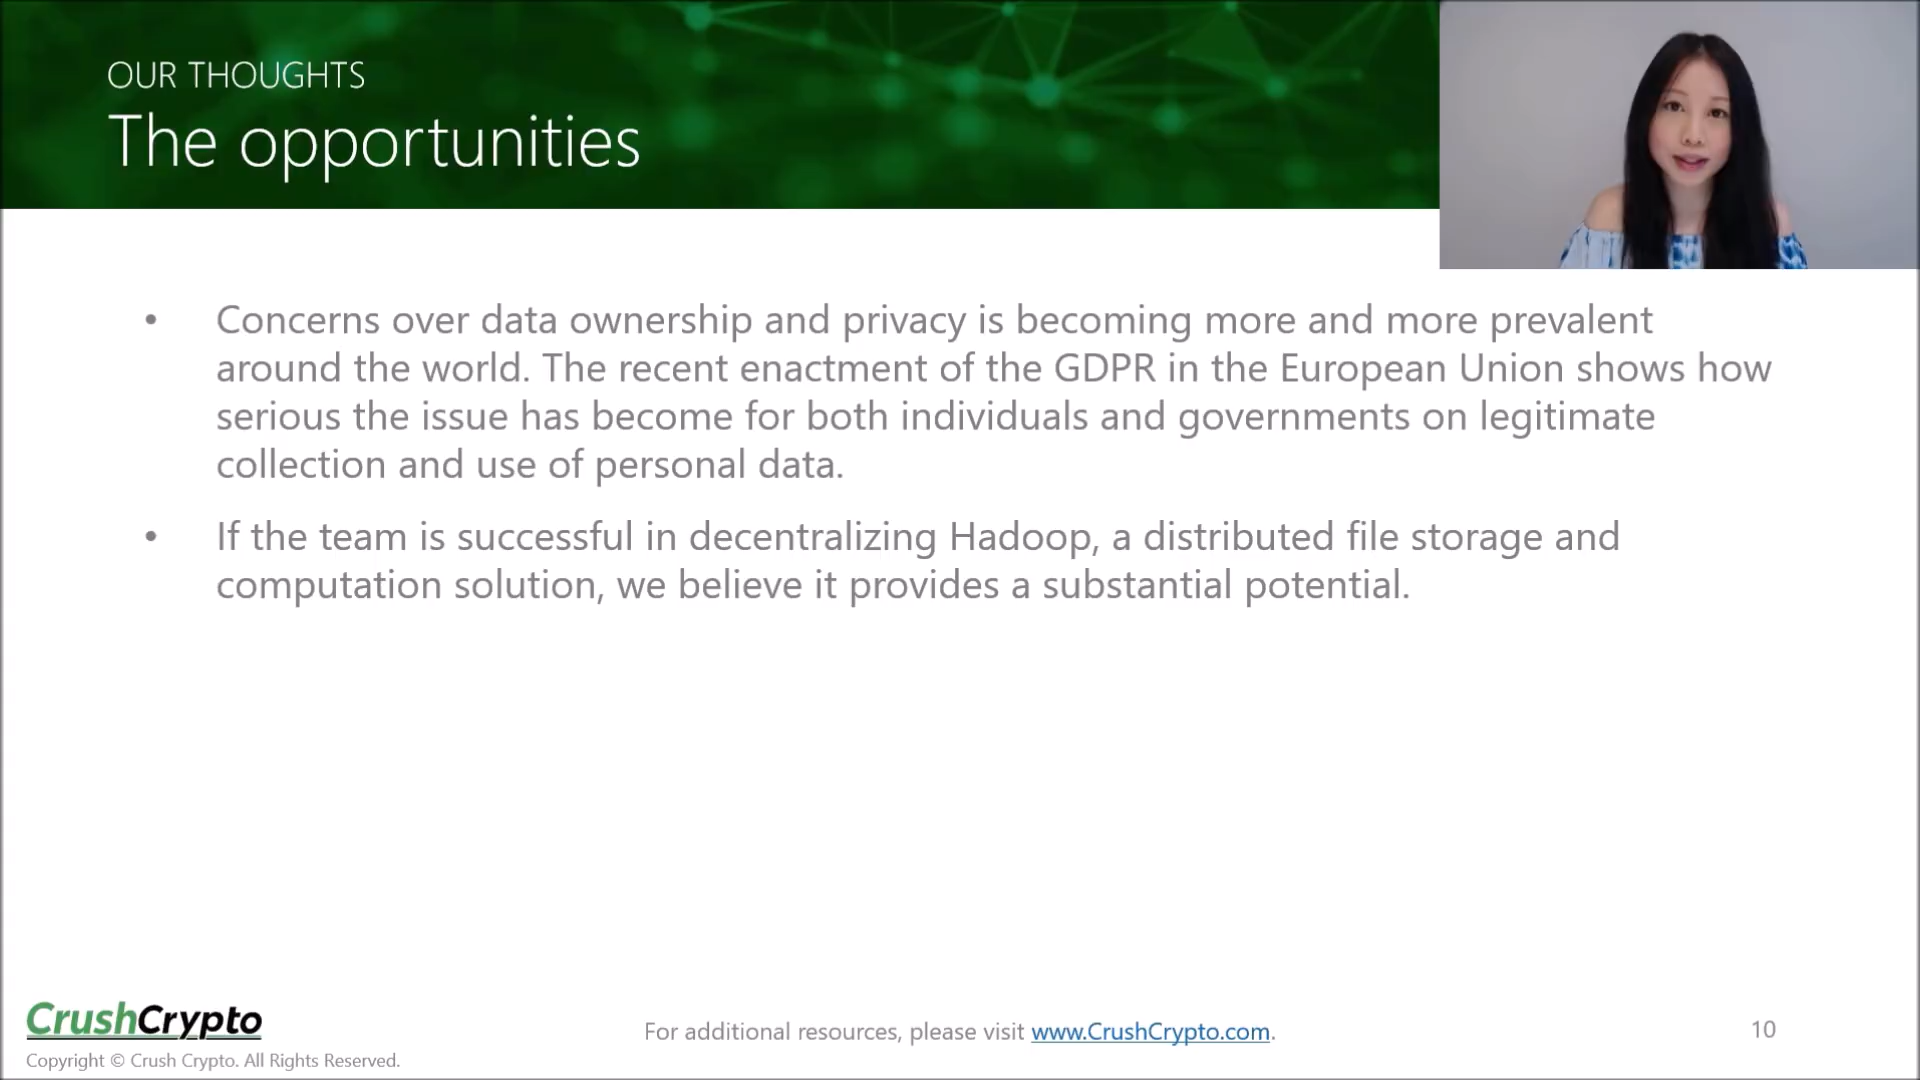 OUR THOUGHTS
The opportunities
• Concerns over data ownership and privacy is becoming more and more prevalent
around the world. The recent enactment of the GDPR in the European Union shows how
serious the issue has become for both individuals and governments on legitimate
collection and use of personal data.
• If the team is successful in decentralizing Hadoop, a distributed file storage and
computation solution, we believe it provides a substantial potential.
CrushCrypto
Copyright © Crush Crypto. All Rights Reserved.
For additional resources, please visit www.CrushCrypto.com.
10